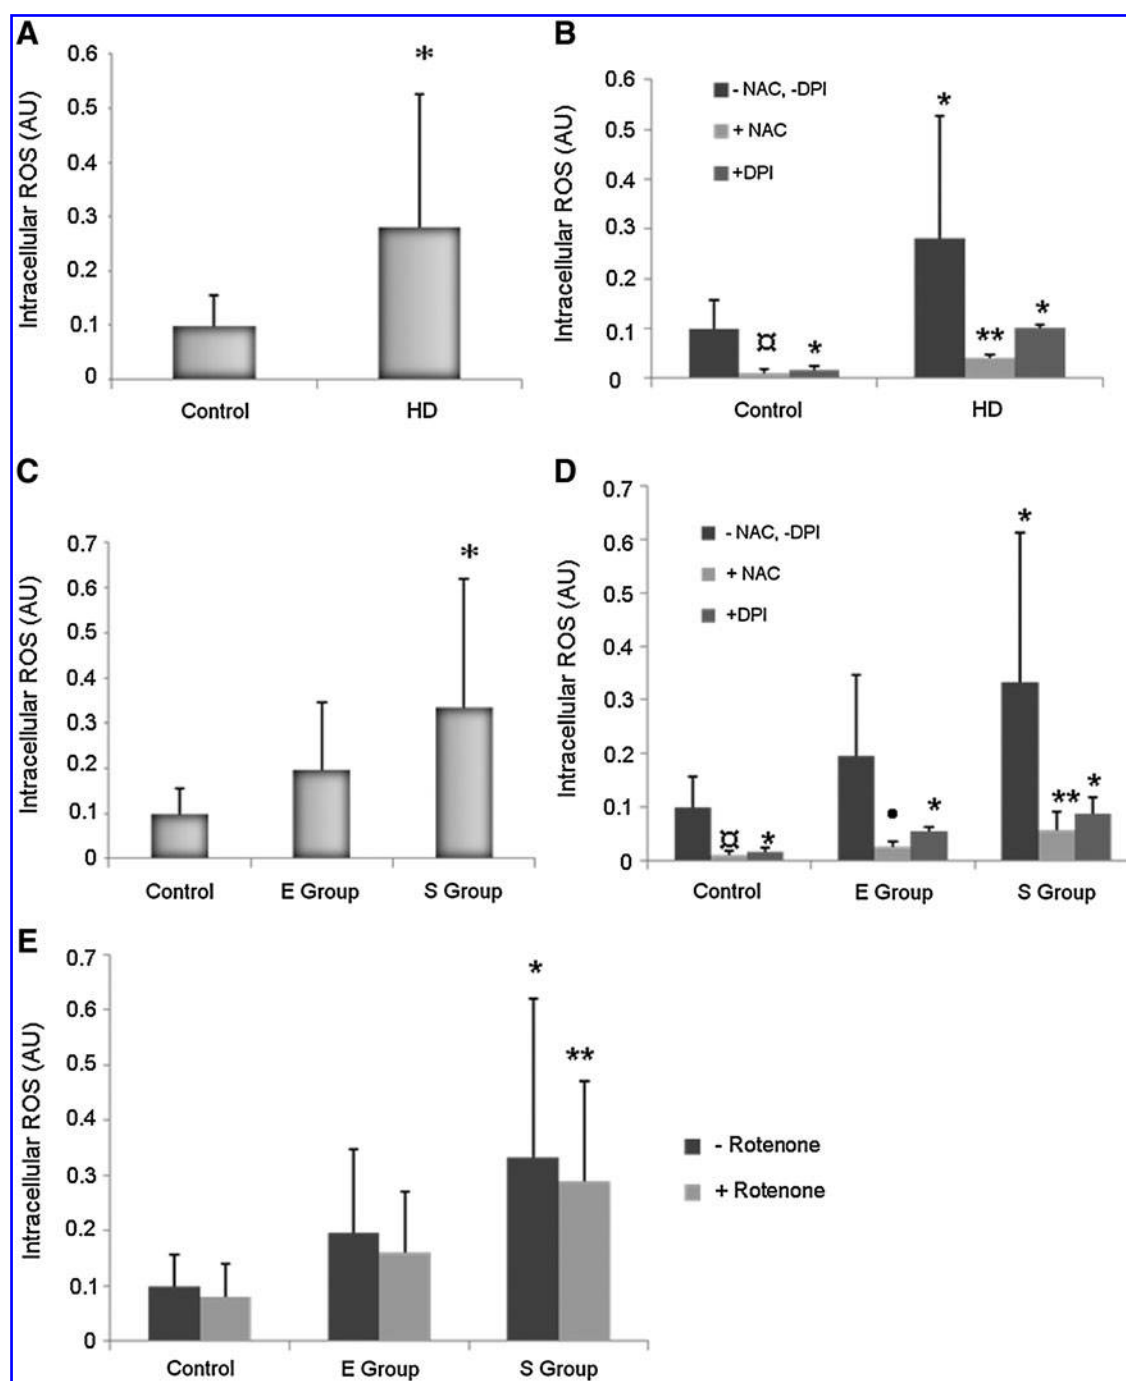 A
Intracellular ROS (AU)
0.6
0.5
0.4
0.3
0.2
0.1
0
*
Control HD
B
Intracellular ROS (AU)
0.6
0.5
0.4
0.3
0.2
0.1
0
- NAC, -DPI
+ NAC
+DPI
¤ * * ** *
Control HD
C
Intracellular ROS (AU)
0.7
0.6
0.5
0.4
0.3
0.2
0.1
0
*
Control E Group S Group
D
Intracellular ROS (AU)
0.7
0.6
0.5
0.4
0.3
0.2
0.1
0
- NAC, -DPI
+ NAC
+DPI
¤ * • * * ** *
Control E Group S Group
E
Intracellular ROS (AU)
0.7
0.6
0.5
0.4
0.3
0.2
0.1
0
* **
- Rotenone
+ Rotenone
Control E Group S Group